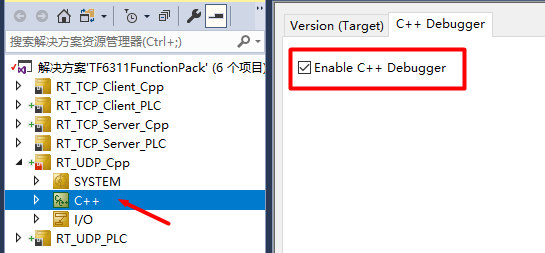 搜索解决方案资源管理器(Ctrl+;)
解决方案'TF6311FunctionPack' (6 个项目)
RT_TCP_Client_Cpp
RT_TCP_Client_PLC
RT_TCP_Server_Cpp
RT_TCP_Server_PLC
RT_UDP_Cpp
SYSTEM
C++
I/O
RT_UDP_PLC
Version (Target)
C++ Debugger
Enable C++ Debugger